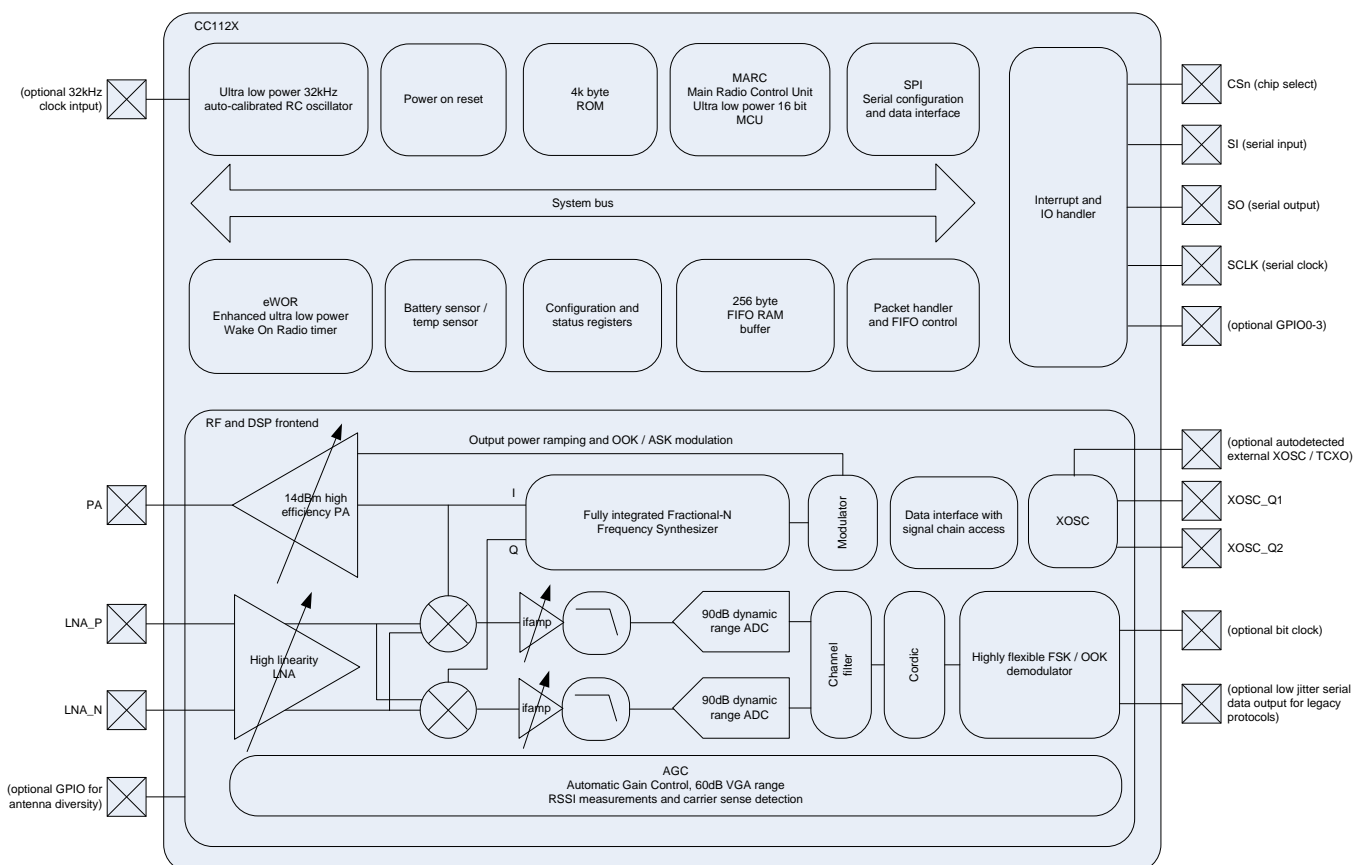 CC112X
(optional 32kHz
clock input)
Ultra low power 32kHz
auto-calibrated RC oscillator
Power on reset
4k byte
ROM
MARC
Main Radio Control Unit
Ultra low power 16 bit
MCU
SPI
Serial configuration
and data interface
System bus
eWOR
Enhanced ultra low power
Wake On Radio timer
Battery sensor /
temp sensor
Configuration and
status registers
256 byte
FIFO RAM
buffer
Packet handler
and FIFO control
Interrupt and
IO handler
CSn (chip select)
SI (serial input)
SO (serial output)
SCLK (serial clock)
(optional GPIO0-3)
RF and DSP frontend
Output power ramping and OOK / ASK modulation
PA
14dBm high
efficiency PA
I
Q
Fully integrated Fractional-N
Frequency Synthesizer
Modulator
Data interface with
signal chain access
XOSC
(optional autodetected
external XOSC / TCXO)
XOSC_Q1
XOSC_Q2
LNA_P
LNA_N
High linearity
LNA
ifamp
ifamp
90dB dynamic
range ADC
90dB dynamic
range ADC
Channel
filter
Cordic
Highly flexible FSK / OOK
demodulator
(optional bit clock)
(optional low jitter serial
data output for legacy
protocols)
(optional GPIO for
antenna diversity)
AGC
Automatic Gain Control, 60dB VGA range
RSSI measurements and carrier sense detection